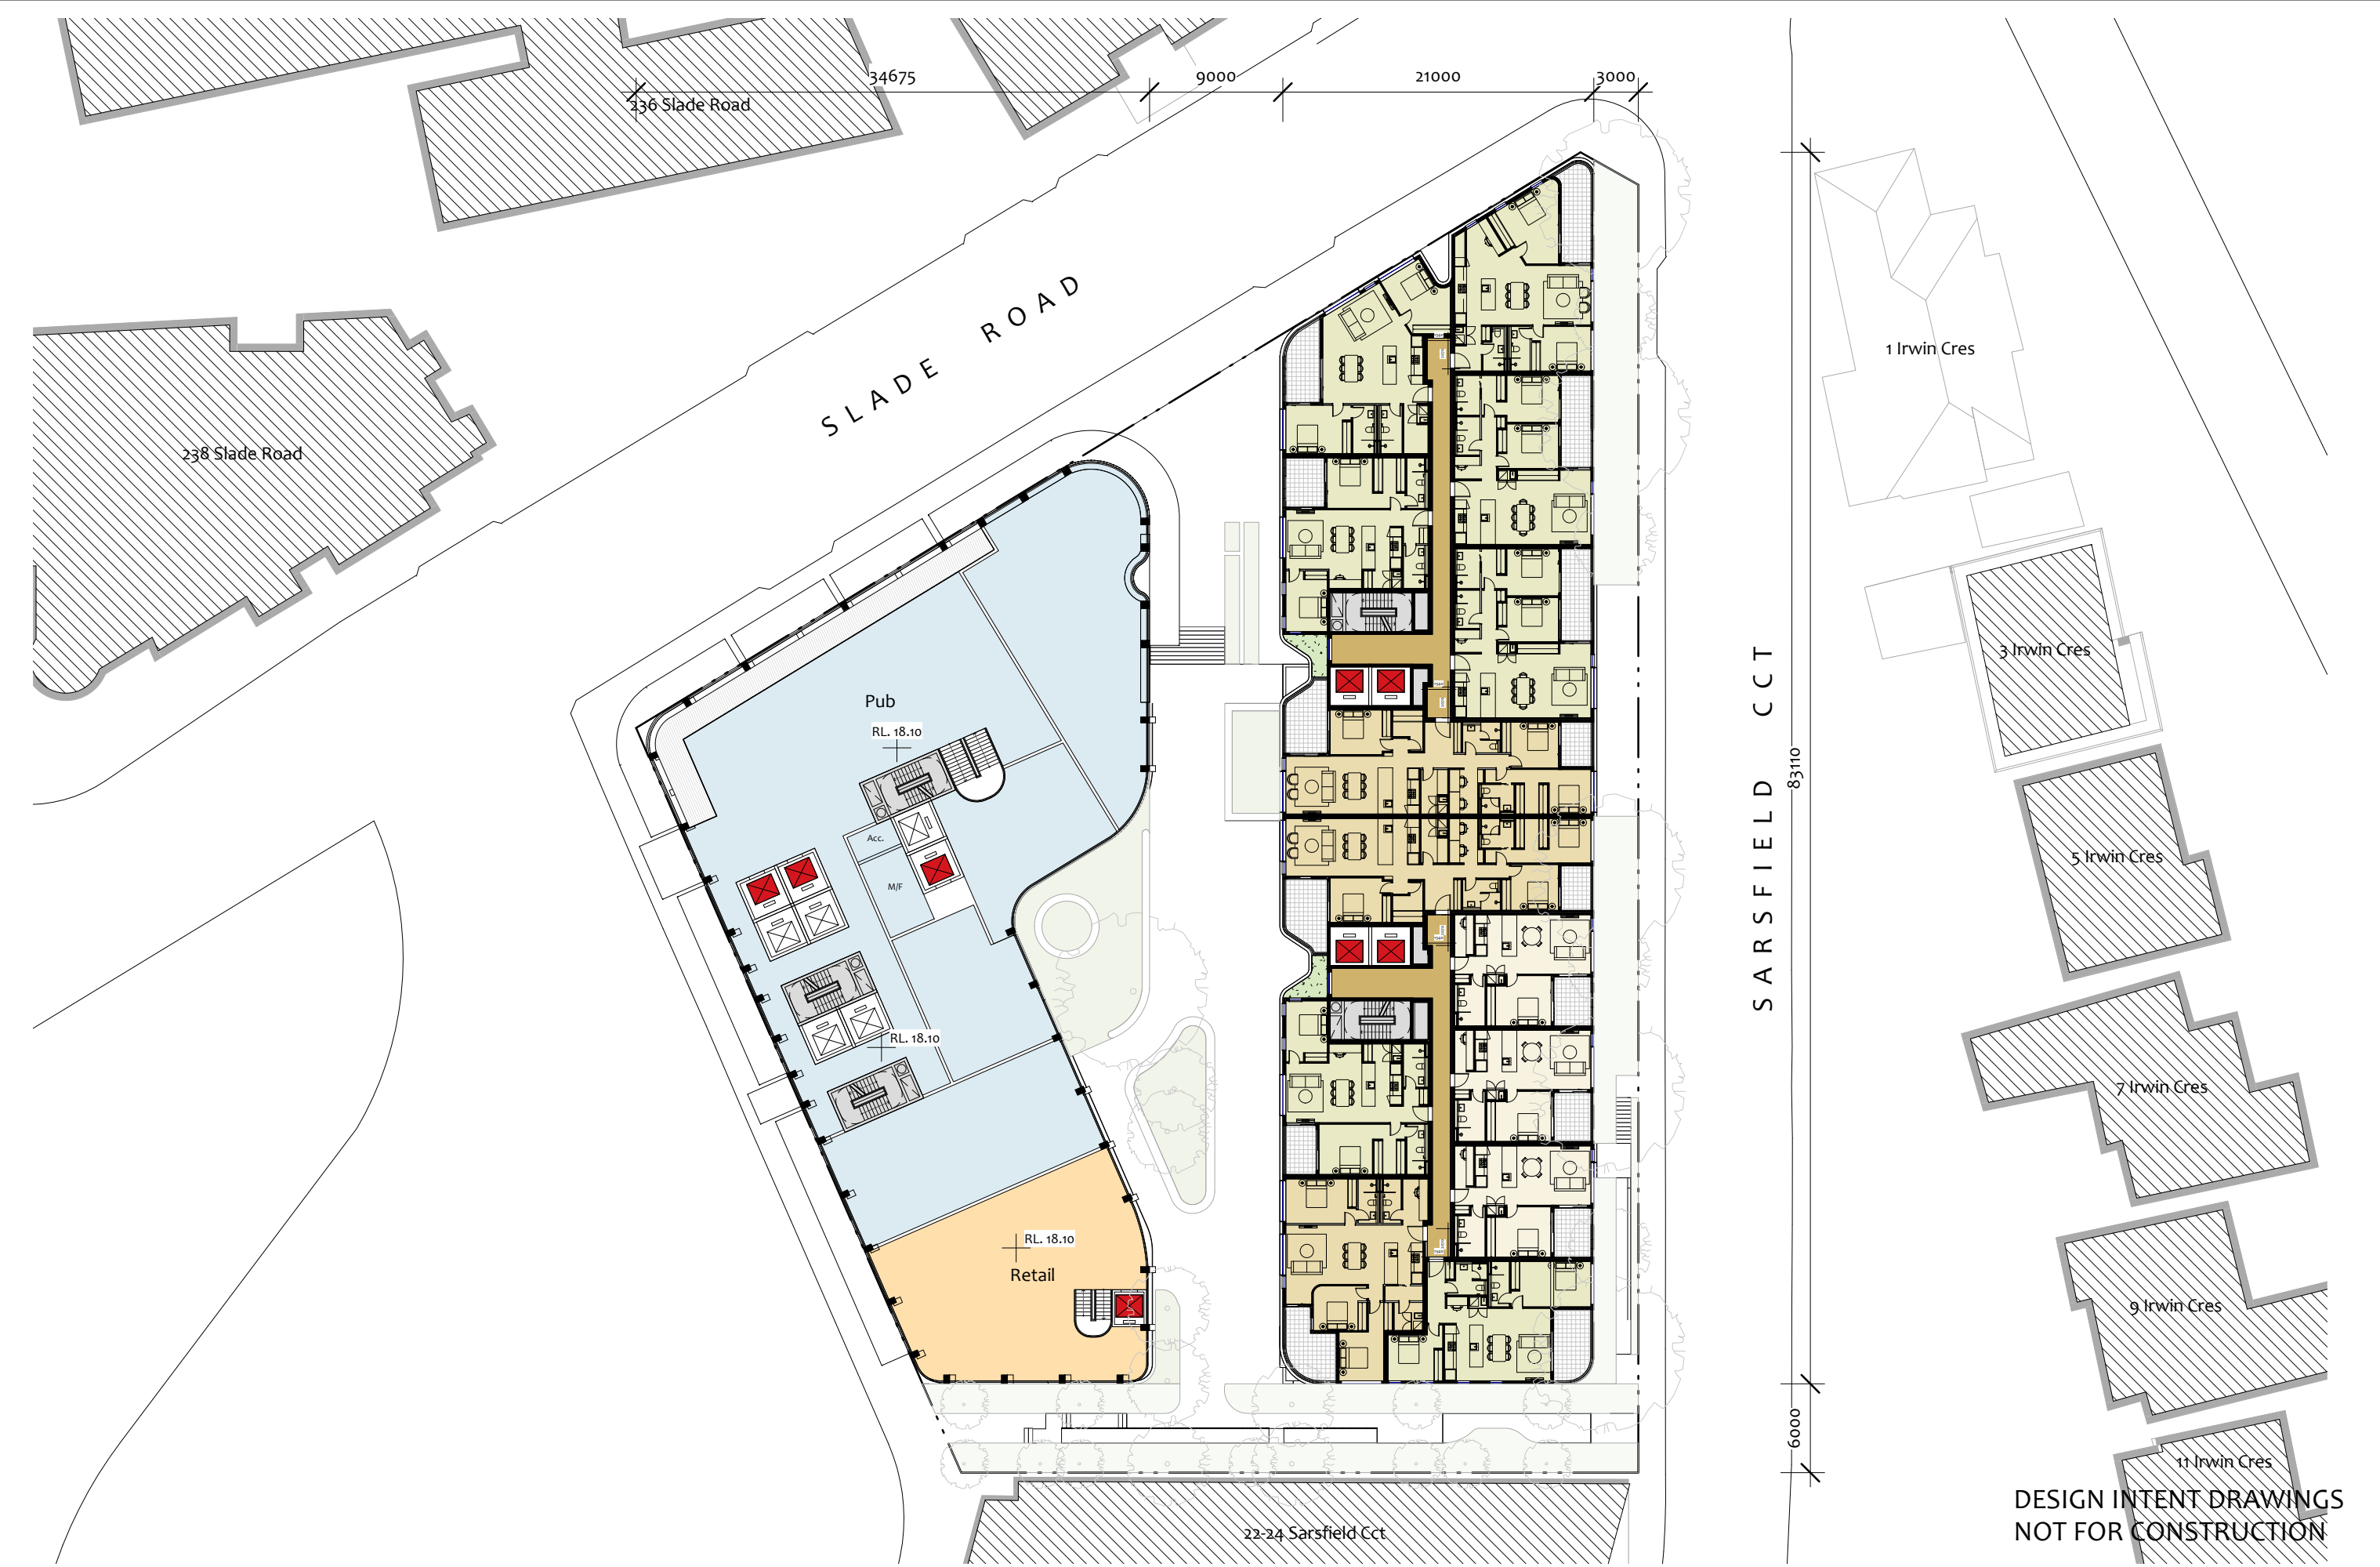 34675
9000
21000
3000
236 Slade Road
SLADE ROAD
1 Irwin Cres
238 Slade Road
3 Irwin Cres
SARSFIELD CCT
83110
Pub
RL. 18.10
Acc.
M/F
5 Irwin Cres
RL. 18.10
7 Irwin Cres
RL. 18.10
Retail
9 Irwin Cres
6000
11 Irwin Cres
22-24 Sarsfield Cct
DESIGN INTENT DRAWINGS
NOT FOR CONSTRUCTION